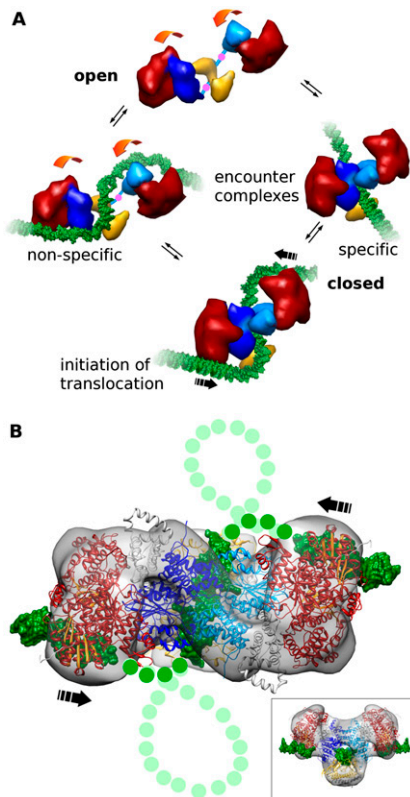 A
open
encounter
complexes
non-specific
specific
closed
initiation of
translocation
B